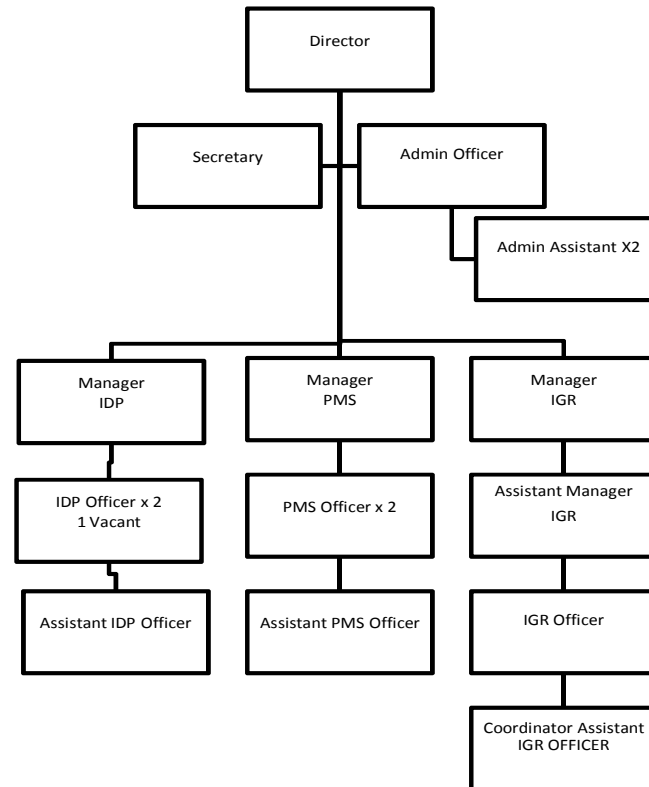 Director
Secretary
Admin Officer
Admin Assistant X2
Manager
IDP
Manager
PMS
Manager
IGR
IDP Officer x 2
1 Vacant
PMS Officer x 2
Assistant Manager
IGR
Assistant IDP Officer
Assistant PMS Officer
IGR Officer
Coordinator Assistant
IGR OFFICER